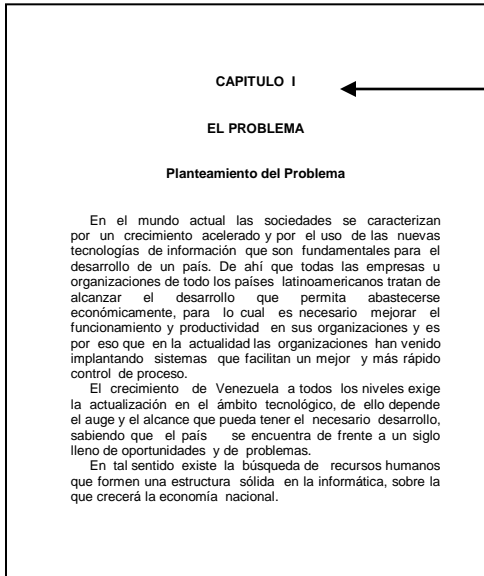 CAPITULO I
EL PROBLEMA
Planteamiento del Problema
En el mundo actual las sociedades se caracterizan
por un crecimiento acelerado y por el uso de las nuevas
tecnologías de información que son fundamentales para el
desarrollo de un país. De ahí que todas las empresas u
organizaciones de todo los países latinoamericanos tratan de
alcanzar el desarrollo que permita abastecerse
económicamente, para lo cual es necesario mejorar el
funcionamiento y productividad en sus organizaciones y es
por eso que en la actualidad las organizaciones han venido
implantando sistemas que facilitan un mejor y más rápido
control de proceso.
El crecimiento de Venezuela a todos los niveles exige
la actualización en el ámbito tecnológico, de ello depende
el auge y el alcance que pueda tener el necesario desarrollo,
sabiendo que el país se encuentra de frente a un siglo
lleno de oportunidades y de problemas.
En tal sentido existe la búsqueda de recursos humanos
que formen una estructura sólida en la informática, sobre la
que crecerá la economía nacional.